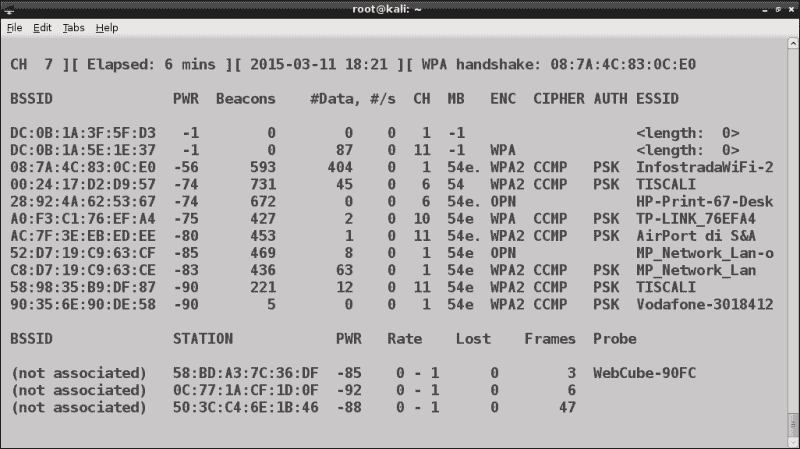 root@kali: ~
File Edit Tabs Help
CH 7 ][ Elapsed: 6 mins ][ 2015-03-11 18:21 ][ WPA handshake: 08:7A:4C:83:0C:E0
BSSID PWR Beacons #Data, #/s CH MB ENC CIPHER AUTH ESSID
DC:0B:1A:3F:5F:D3 -1 0 0 0 1 -1 <length: 0>
DC:0B:1A:5E:1E:37 -1 0 87 0 11 -1 WPA <length: 0>
08:7A:4C:83:0C:E0 -56 593 404 0 1 54e. WPA2 CCMP PSK InfostradaWiFi-2
00:24:17:D2:D9:57 -74 731 45 0 6 54 WPA2 CCMP PSK TISCALI
28:92:4A:62:53:67 -74 672 0 0 6 54e. OPN HP-Print-67-Desk
A0:F3:C1:76:EF:A4 -75 427 2 0 10 54e WPA CCMP PSK TP-LINK_76EFA4
AC:7F:3E:EB:ED:EE -80 453 1 0 11 54e. WPA2 CCMP PSK AirPort di S&A
52:D7:19:C9:63:CF -85 469 8 0 1 54e OPN MP_Network_Lan-o
C8:D7:19:C9:63:CE -83 436 63 0 1 54e WPA2 CCMP PSK MP_Network_Lan
58:98:35:B9:DF:87 -90 221 12 0 11 54e WPA2 CCMP PSK TISCALI
90:35:6E:90:DE:58 -90 5 0 0 1 54e WPA2 CCMP PSK Vodafone-3018412
BSSID STATION PWR Rate Lost Frames Probe
(not associated) 58:BD:A3:7C:36:DF -85 0 - 1 0 3 WebCube-90FC
(not associated) 0C:77:1A:CF:1D:0F -92 0 - 1 0 6
(not associated) 50:3C:C4:6E:1B:46 -88 0 - 1 0 47